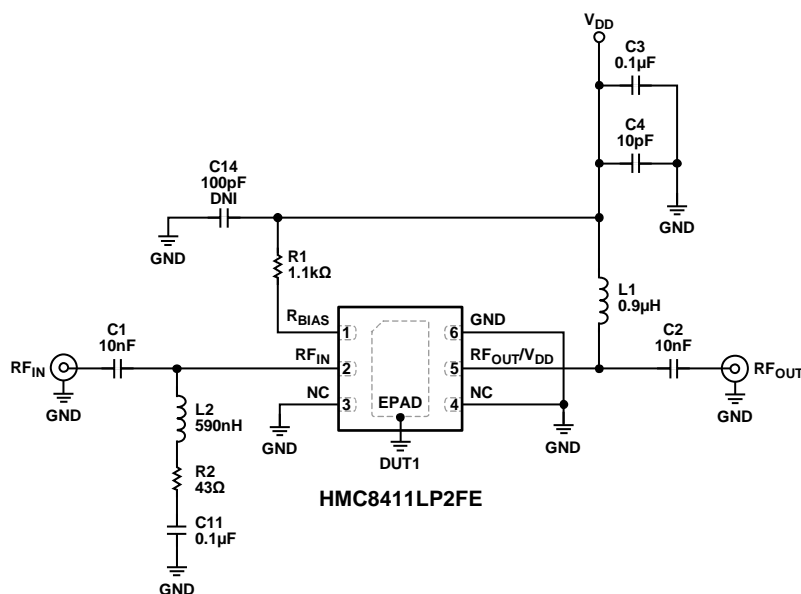 VDD
C3
0.1µF
C4
10pF
GND
C14
100pF
DNI
GND
R1
1.1kΩ
L1
0.9µH
RBIAS
1
6
GND
C1
10nF
RFIN
RFIN
2
5
RFOUT/VDD
C2
10nF
RFOUT
GND
NC
3
EPAD
4
NC
GND
GND
GND
DUT1
L2
590nH
R2
43Ω
C11
0.1µF
GND
HMC8411LP2FE